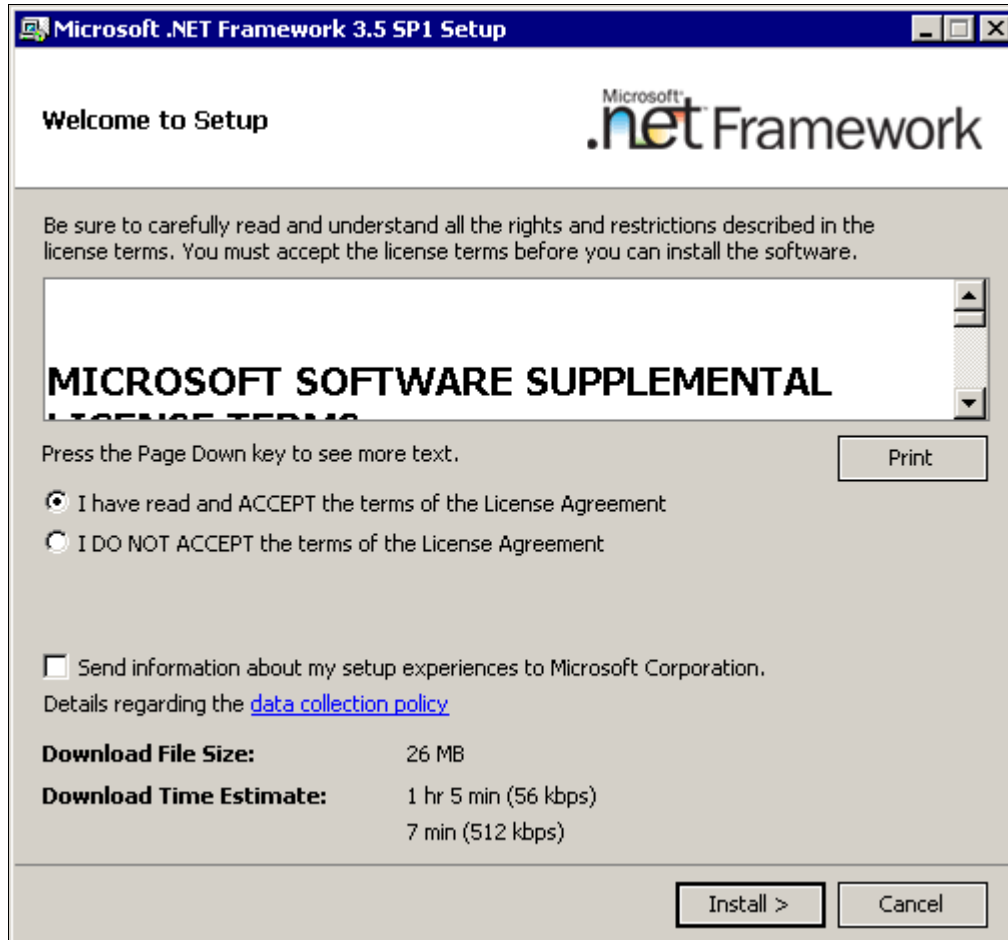 Microsoft .NET Framework 3.5 SP1 Setup
Welcome to Setup
Microsoft
.net Framework
Be sure to carefully read and understand all the rights and restrictions described in the
license terms. You must accept the license terms before you can install the software.
MICROSOFT SOFTWARE SUPPLEMENTAL
LICENSE TERMS
Press the Page Down key to see more text.
Print
I have read and ACCEPT the terms of the License Agreement
I DO NOT ACCEPT the terms of the License Agreement
Send information about my setup experiences to Microsoft Corporation.
Details regarding the data collection policy
Download File Size: 26 MB
Download Time Estimate: 1 hr 5 min (56 kbps)
7 min (512 kbps)
Install > Cancel